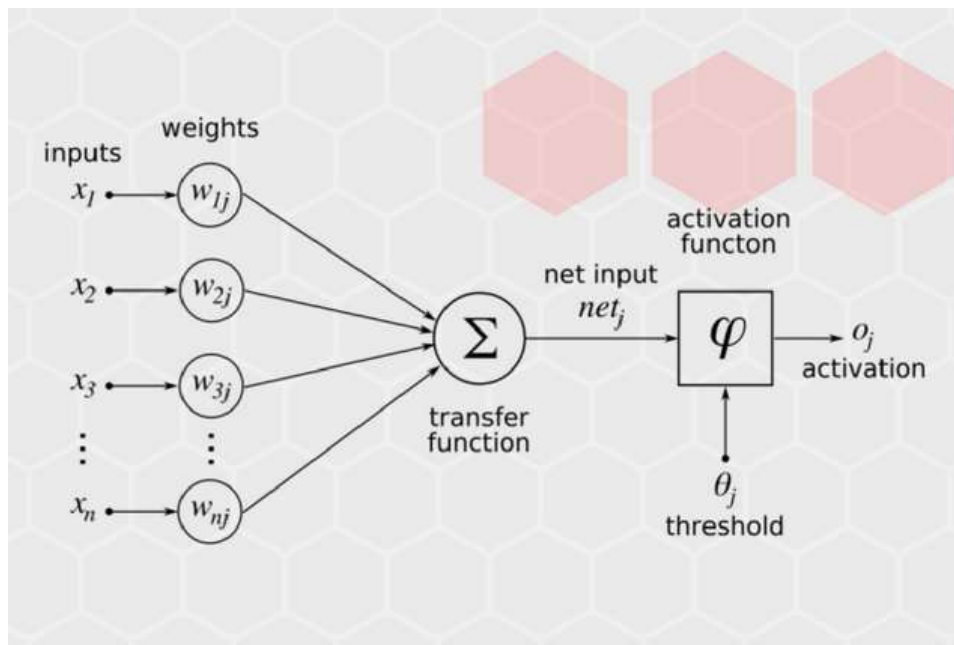 weights
inputs
x1
w1j
x2
w2j
x3
w3j
⋮
⋮
xn
wnj
Σ
transfer
function
net input
netj
activation
functon
φ
oj
activation
θj
threshold